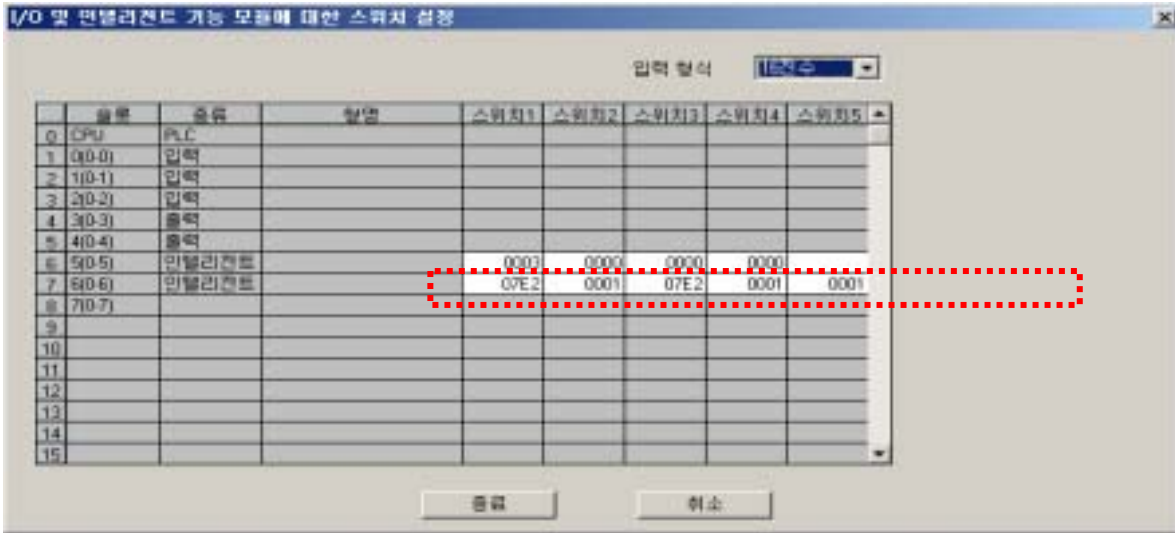 I/O 및 인텔리전트 기능 모듈에 대한 스위치 설정
입력 형식 16진수
슬롯 종류 형명 스위치1 스위치2 스위치3 스위치4 스위치5
0 CPU PLC
1 0(0-0) 입력
2 1(0-1) 입력
3 2(0-2) 입력
4 3(0-3) 출력
5 4(0-4) 출력
6 5(0-5) 인텔리전트 0003 0000 0000 0000
7 6(0-6) 인텔리전트 07E2 0001 07E2 0001 0001
8 7(0-7)
9
10
11
12
13
14
15
종료 취소